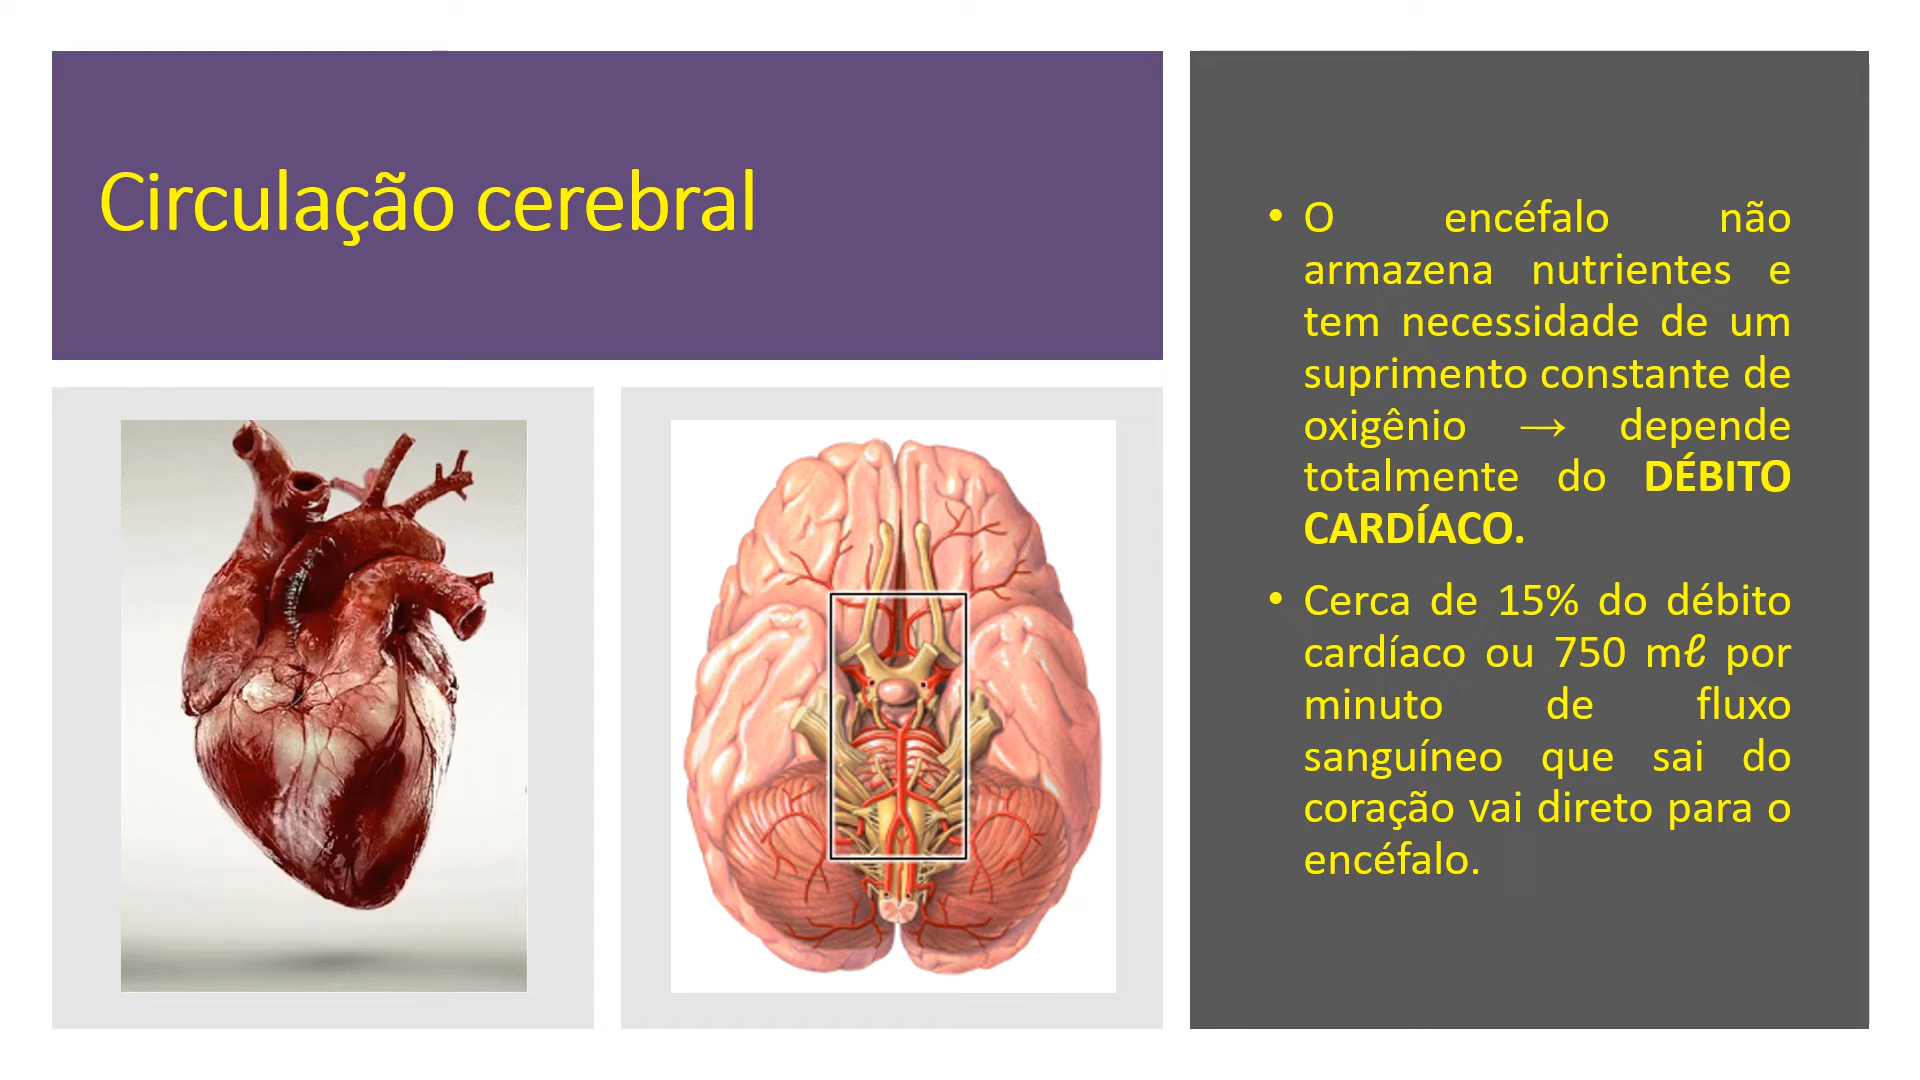 Circulação cerebral
• O encéfalo não
armazena nutrientes e
tem necessidade de um
suprimento constante de
oxigênio → depende
totalmente do DÉBITO
CARDÍACO.
• Cerca de 15% do débito
cardíaco ou 750 mℓ por
minuto de fluxo
sanguíneo que sai do
coração vai direto para o
encéfalo.